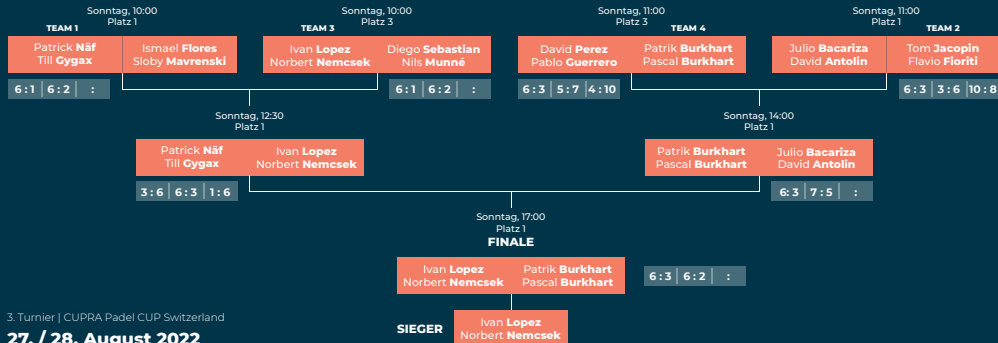 Sonntag, 10:00
Platz 1
TEAM 1
Patrick Näf
Till Gygax
Ismael Flores
Sloby Mavrenski
6:1 | 6:2 | :
Sonntag, 10:00
Platz 3
TEAM 3
Ivan Lopez
Norbert Nemcsek
Diego Sebastian
Nils Munné
6:1 | 6:2 | :
Sonntag, 11:00
Platz 3
TEAM 4
David Perez
Pablo Guerrero
Patrik Burkhart
Pascal Burkhart
6:3 | 5:7 | 4:10
Sonntag, 11:00
Platz 1
TEAM 2
Julio Bacariza
David Antolin
Tom Jacopin
Flavio Fioriti
6:3 | 3:6 | 10:8
Sonntag, 12:30
Platz 1
Patrick Näf
Till Gygax
Ivan Lopez
Norbert Nemcsek
3:6 | 6:3 | 1:6
Sonntag, 14:00
Platz 1
Patrik Burkhart
Pascal Burkhart
Julio Bacariza
David Antolin
6:3 | 7:5 | :
Sonntag, 17:00
Platz 1
FINALE
Ivan Lopez
Norbert Nemcsek
Patrik Burkhart
Pascal Burkhart
6:3 | 6:2 | :
SIEGER
Ivan Lopez
Norbert Nemcsek
3. Turnier | CUPRA Padel CUP Switzerland
27. / 28. August 2022